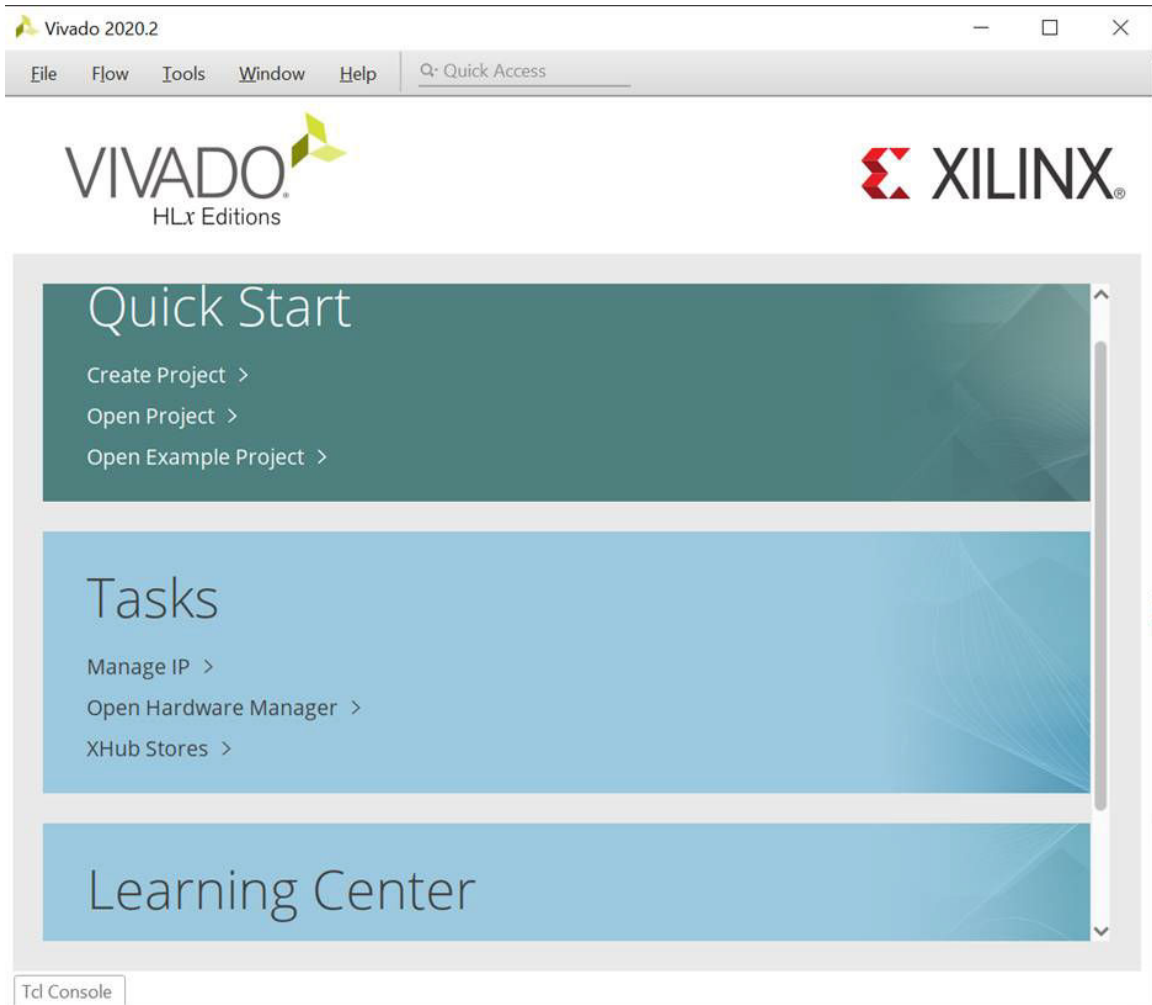 Vivado 2020.2
File Flow Tools Window Help Quick Access
VIVADO.
HLx Editions
XILINX®
Quick Start
Create Project >
Open Project >
Open Example Project >
Tasks
Manage IP >
Open Hardware Manager >
XHub Stores >
Learning Center
Tcl Console